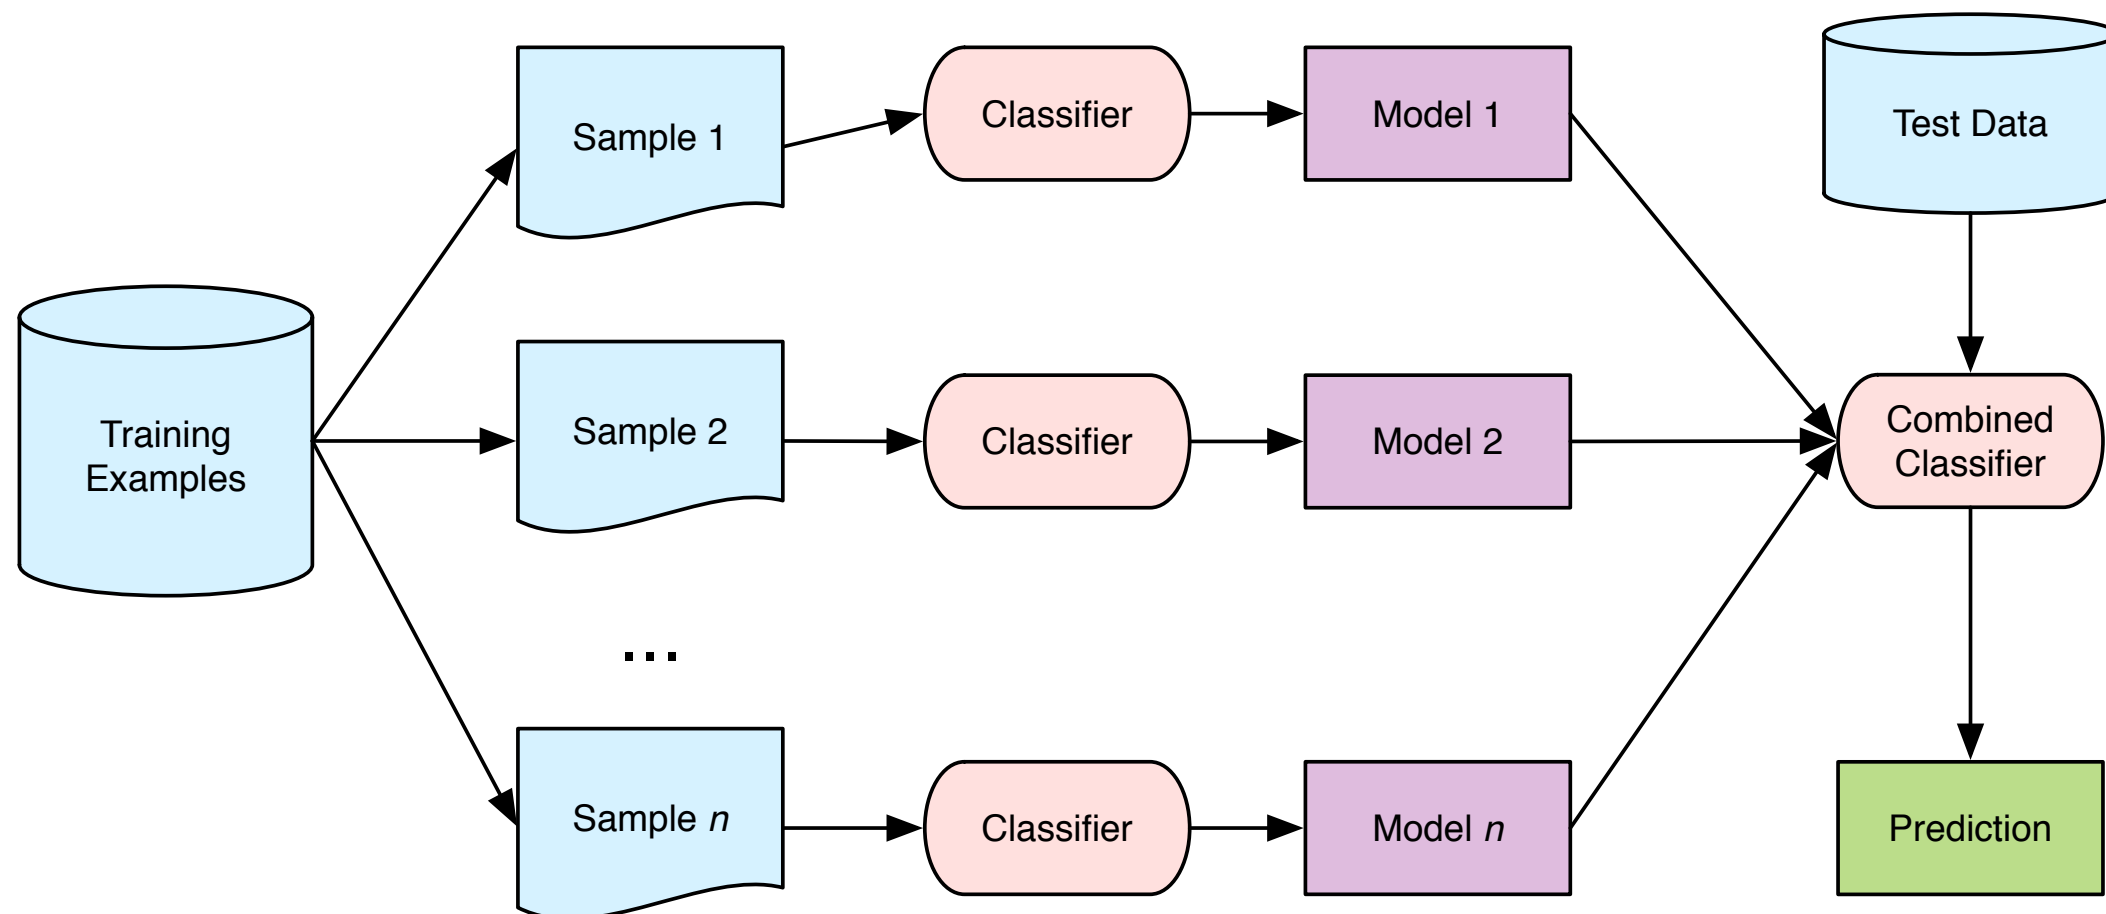 Sample 1
Classifier
Model 1
Test Data
Training
Examples
Sample 2
Classifier
Model 2
Combined
Classifier
...
Sample n
Classifier
Model n
Prediction